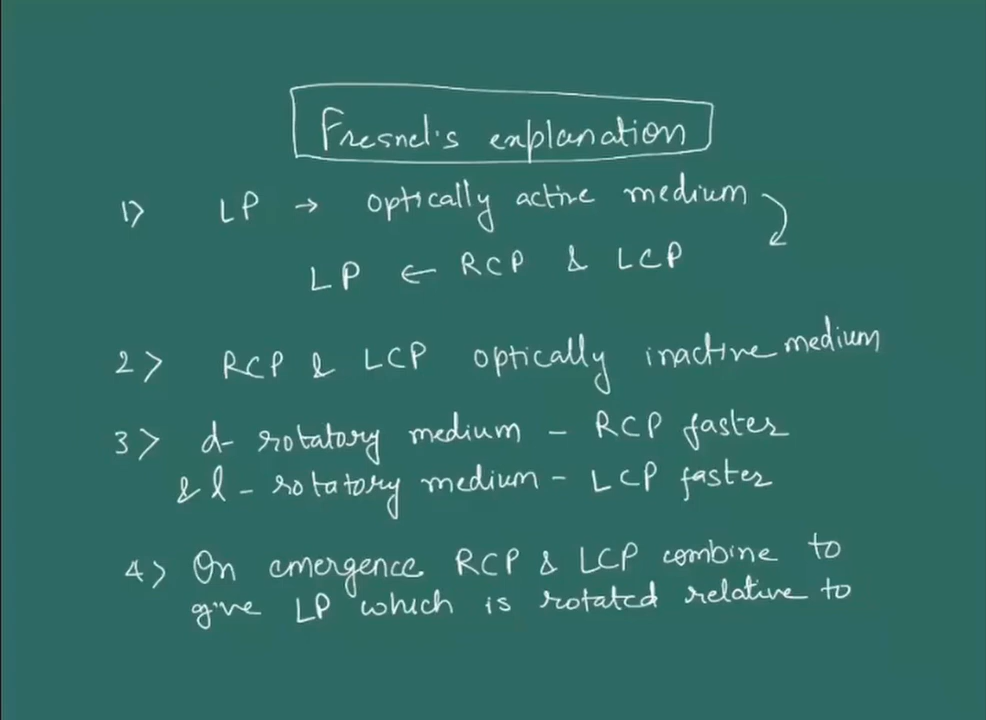 Fresnel's explanation
1> LP → optically active medium
LP ← RCP & LCP
2> RCP & LCP optically inactive medium
3> d- rotatory medium - RCP faster
& l - rotatory medium - LCP faster
4> On emergence RCP & LCP combine to
give LP which is rotated relative to